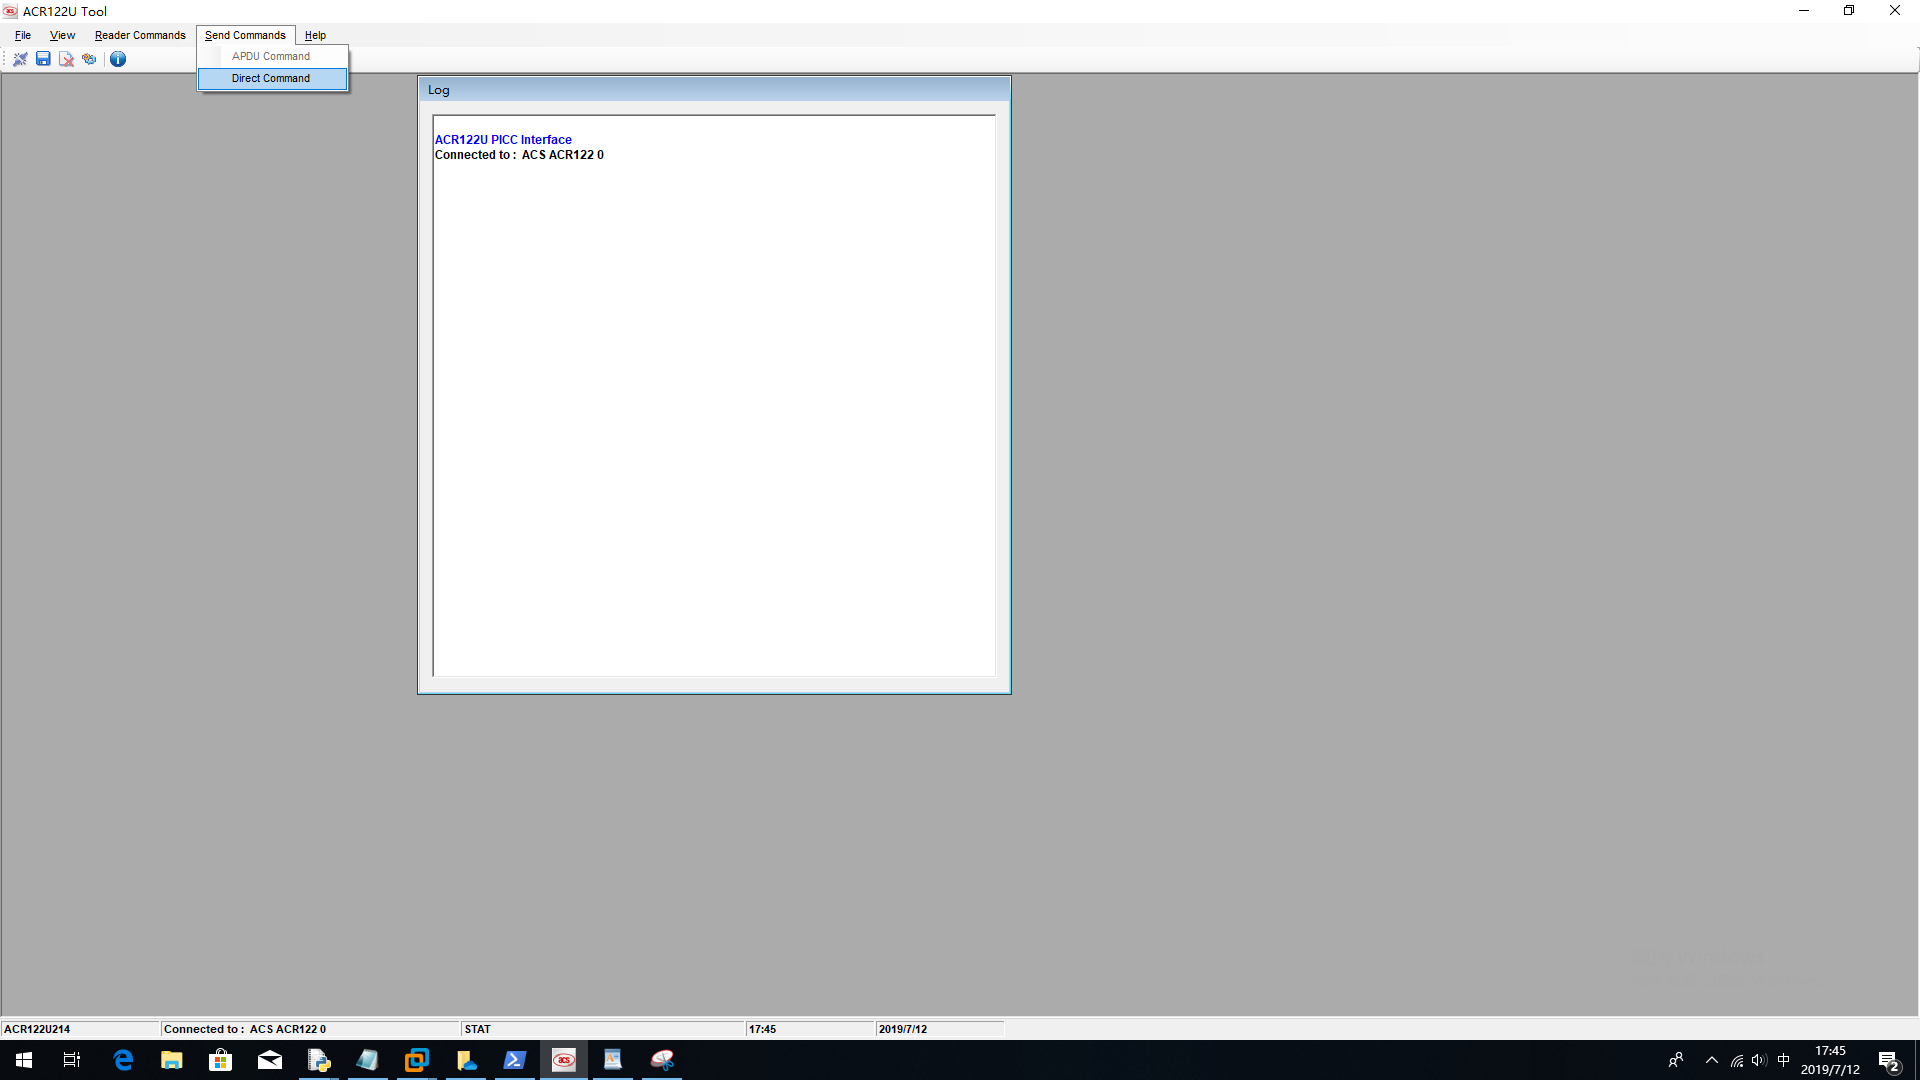 ACR122U Tool
File View Reader Commands Send Commands Help
APDU Command
Direct Command
Log
ACR122U PICC Interface
Connected to : ACS ACR122 0
ACR122U214 Connected to : ACS ACR122 0 STAT 17:45 2019/7/12
acs
中
17:45
2019/7/12
2